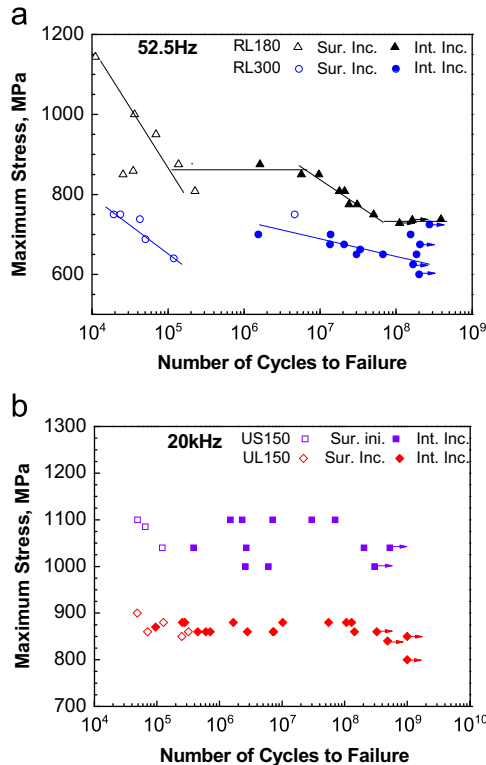 a
52.5Hz
RL180 Sur. Inc. Int. Inc.
RL300 Sur. Inc. Int. Inc.
1200
1000
800
600
Maximum Stress, MPa
10^4 10^5 10^6 10^7 10^8 10^9
Number of Cycles to Failure
b
20kHz
US150 Sur. ini. Int. Inc.
UL150 Sur. Inc. Int. Inc.
1300
1200
1100
1000
900
800
700
Maximum Stress, MPa
10^4 10^5 10^6 10^7 10^8 10^9 10^10
Number of Cycles to Failure